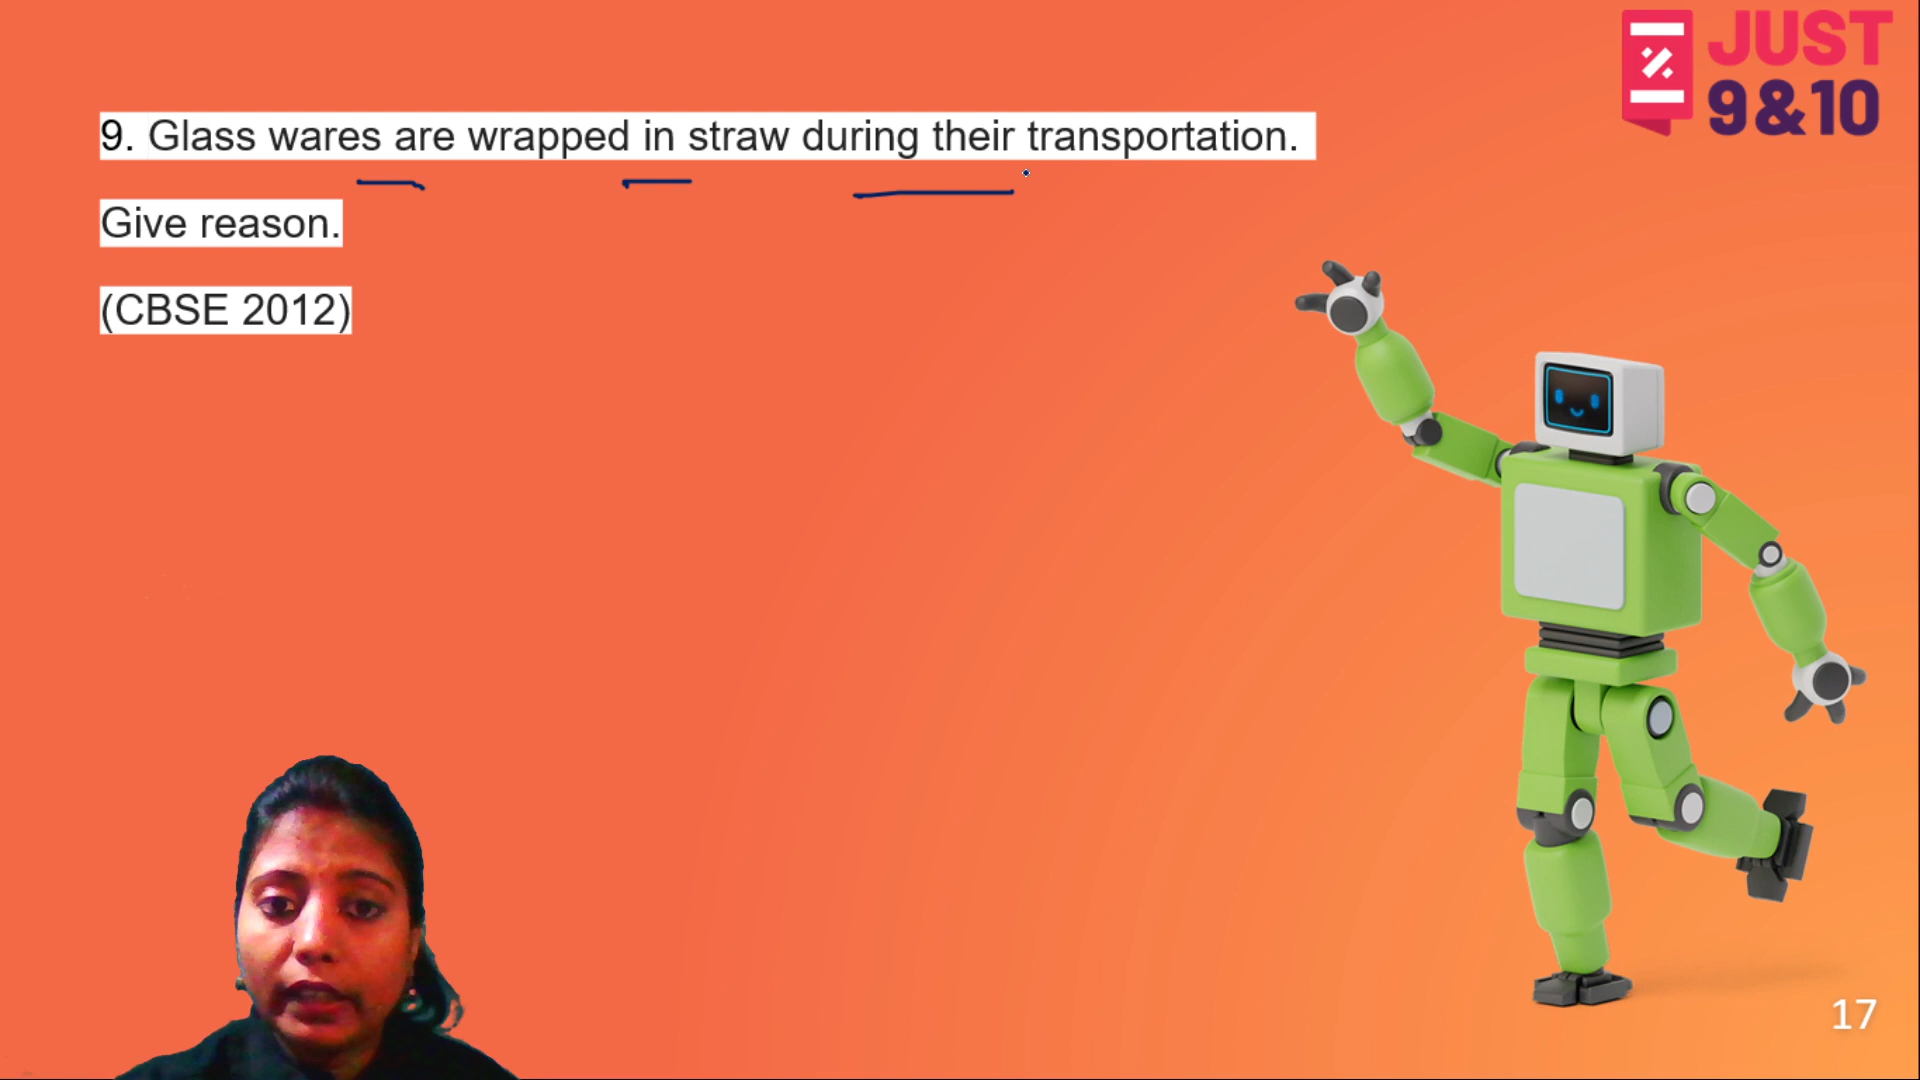 JUST
9&10
9. Glass wares are wrapped in straw during their transportation.
Give reason.
(CBSE 2012)
17